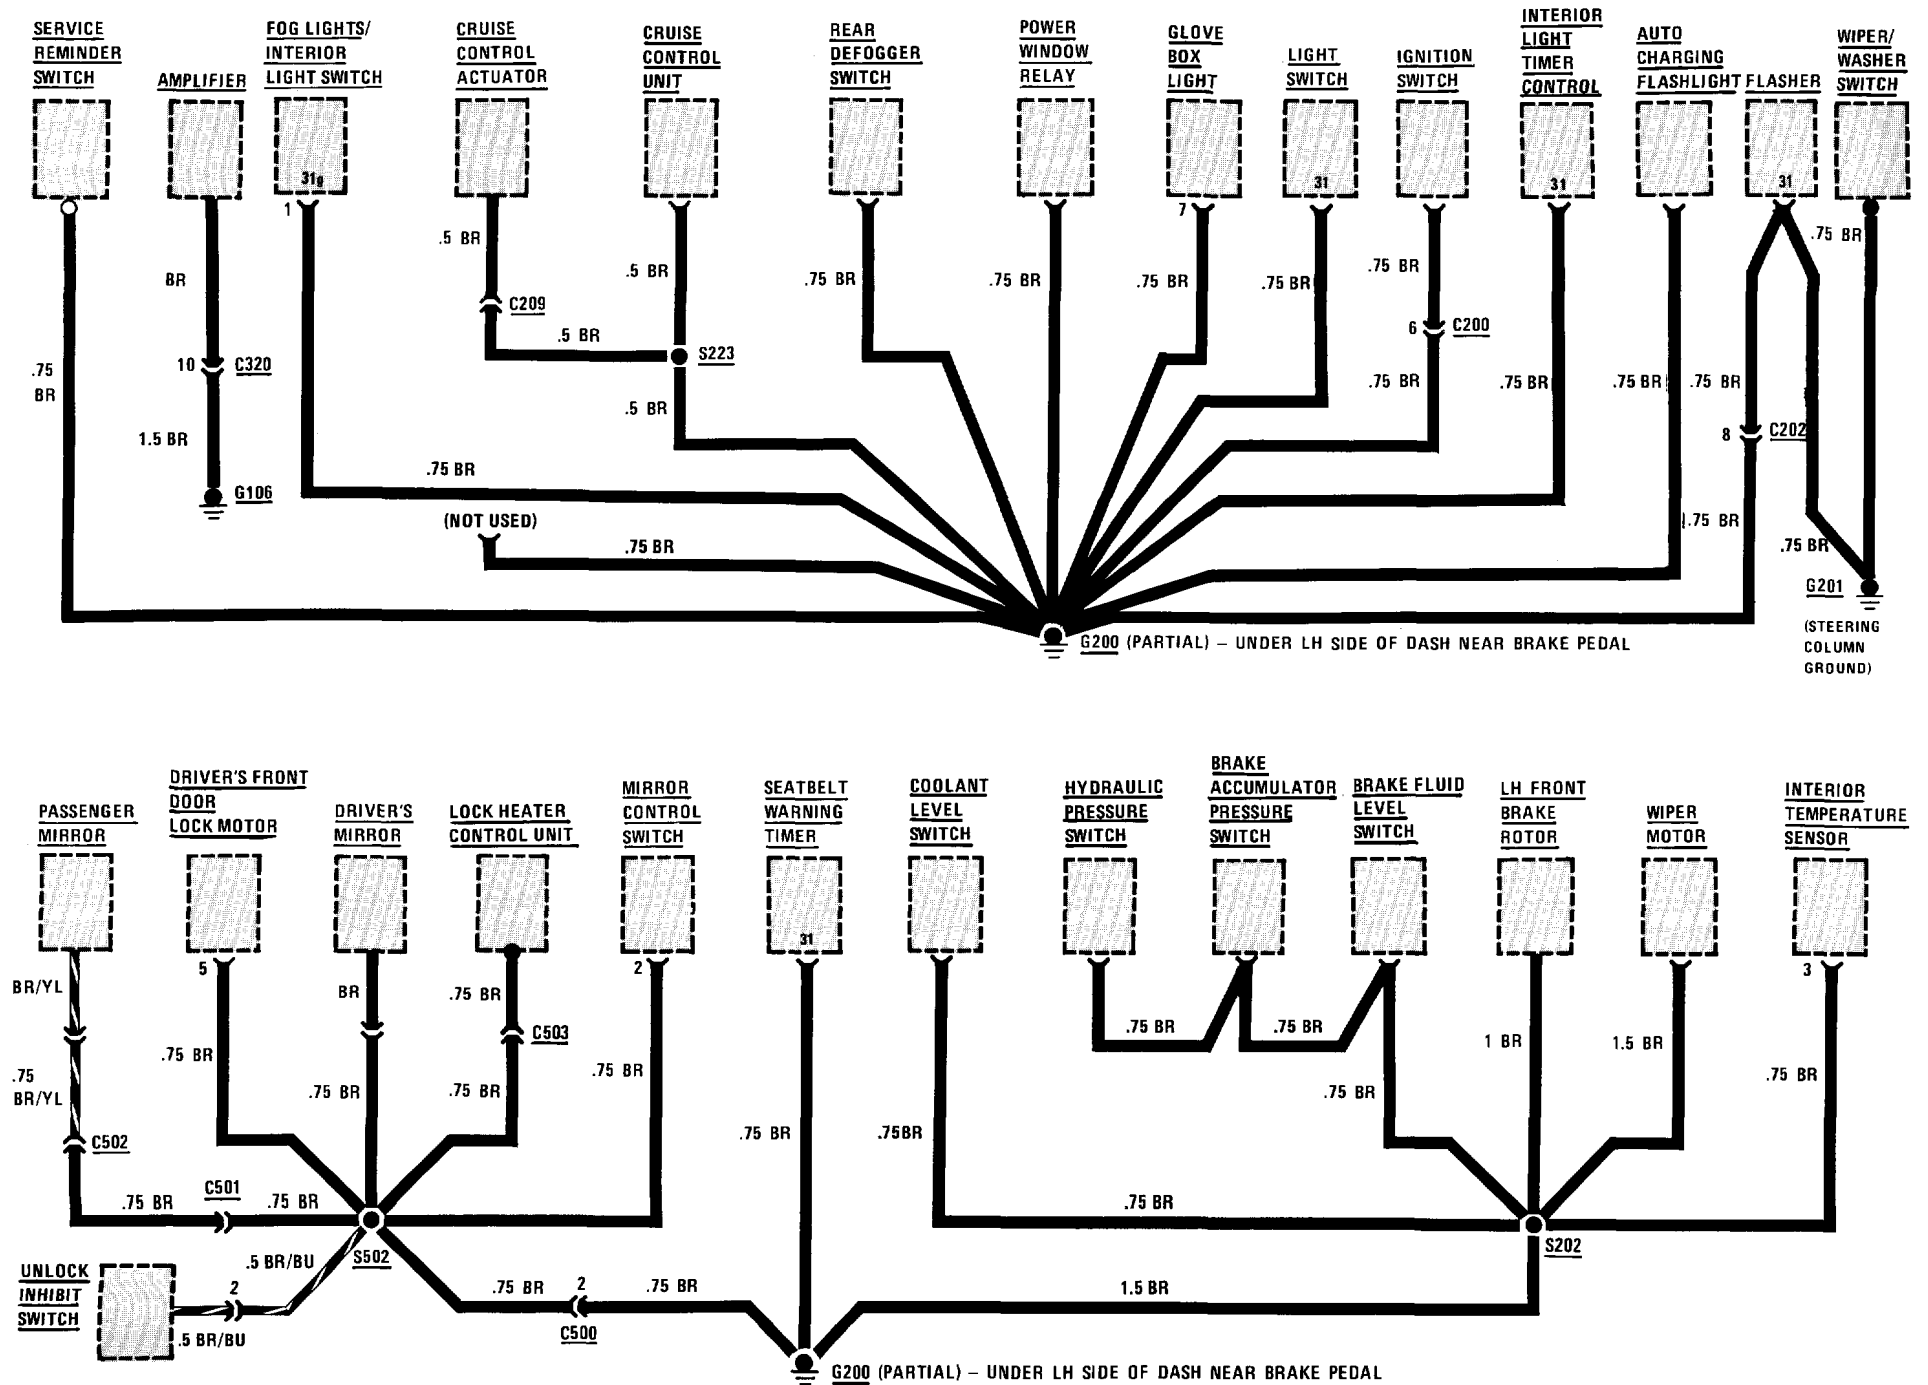 SERVICE
REMINDER
SWITCH
AMPLIFIER
FOG LIGHTS/
INTERIOR
LIGHT SWITCH
CRUISE
CONTROL
ACTUATOR
CRUISE
CONTROL
UNIT
REAR
DEFOGGER
SWITCH
POWER
WINDOW
RELAY
GLOVE
BOX
LIGHT
LIGHT
SWITCH
IGNITION
SWITCH
INTERIOR
LIGHT
TIMER
CONTROL
AUTO
CHARGING
FLASHLIGHT
FLASHER
WIPER/
WASHER
SWITCH
31g
31
31
31
1
7
.5 BR
.75 BR
BR
.5 BR
.75 BR
.75 BR
.75 BR
.75 BR
.75 BR
C209
.5 BR
S223
6
C200
10
C320
.75
BR
.5 BR
.75 BR
.75 BR
.75 BR
.75 BR
1.5 BR
8
C202
.75 BR
G106
(NOT USED)
.75 BR
.75 BR
.75 BR
G201
(STEERING
COLUMN
GROUND)
G200 (PARTIAL) – UNDER LH SIDE OF DASH NEAR BRAKE PEDAL
PASSENGER
MIRROR
DRIVER'S FRONT
DOOR
LOCK MOTOR
DRIVER'S
MIRROR
LOCK HEATER
CONTROL UNIT
MIRROR
CONTROL
SWITCH
SEATBELT
WARNING
TIMER
COOLANT
LEVEL
SWITCH
HYDRAULIC
PRESSURE
SWITCH
BRAKE
ACCUMULATOR
PRESSURE
SWITCH
BRAKE FLUID
LEVEL
SWITCH
LH FRONT
BRAKE
ROTOR
WIPER
MOTOR
INTERIOR
TEMPERATURE
SENSOR
31
5
2
3
BR/YL
BR
.75 BR
C503
.75 BR
.75 BR
1 BR
1.5 BR
.75 BR
.75 BR
.75 BR
.75
BR/YL
.75 BR
.75 BR
.75 BR
C502
.75 BR
.75BR
C501
.75 BR
.75 BR
.75 BR
S502
S202
.5 BR/BU
UNLOCK
INHIBIT
SWITCH
2
.5 BR/BU
.75 BR
2
.75 BR
1.5 BR
C500
G200 (PARTIAL) – UNDER LH SIDE OF DASH NEAR BRAKE PEDAL